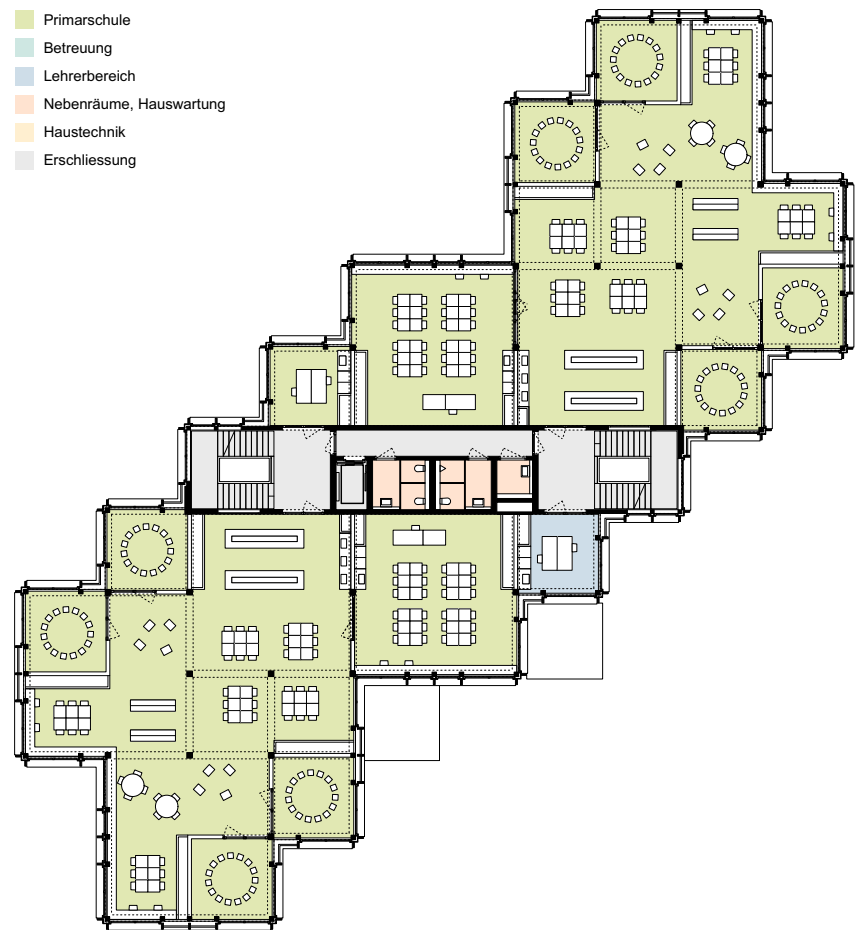 Primarschule
Betreuung
Lehrerbereich
Nebenräume, Hauswartung
Haustechnik
Erschliessung